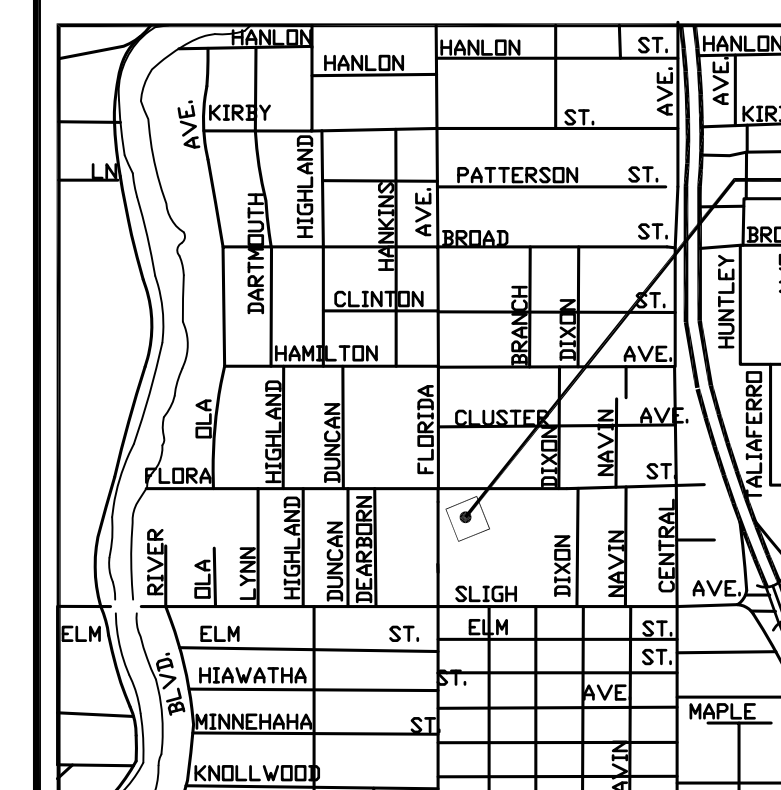 HANLON
HANLON
HANLON ST.
HANLON
AVE.
AVE.
AVE.
KIRBY
ST.
LN
HIGHLAND
PATTERSON ST.
HANKINS
AVE.
DARTMOUTH
BROAD ST.
HUNTLEY
CLINTON
BRANCH
DIXON
ST.
HAMILTON
AVE.
OLA
HIGHLAND
DUNCAN
FLORIDA
CLUSTER AVE.
DIXON
NAVIN
TALIAFERRO
FLORA
ST.
RIVER
OLA
LYNN
HIGHLAND
DUNCAN
DEARBORN
DIXON
NAVIN
CENTRAL
SLIGH
AVE.
ELM
ELM ST.
ELM ST.
ST.
BLVD.
HIAWATHA
ST.
AVE
MINNEHAHA
ST.
MAPLE
KNOLLWOOD